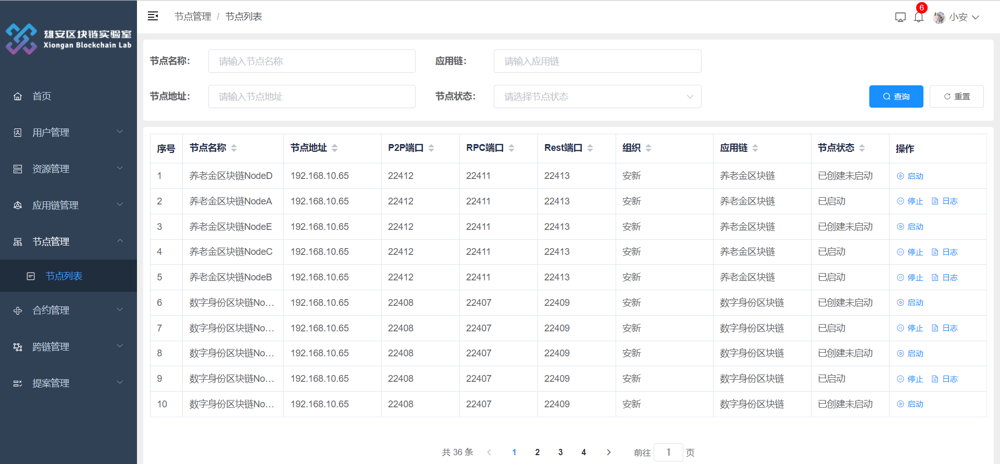 雄安区块链实验室
Xiongan Blockchain Lab
首页
用户管理
资源管理
应用链管理
节点管理
节点列表
合约管理
跨链管理
提案管理
节点管理 / 节点列表
6
小安
节点名称： 请输入节点名称 应用链： 请输入应用链
节点地址： 请输入节点地址 节点状态： 请选择节点状态 查询 重置
序号 节点名称 节点地址 P2P端口 RPC端口 Rest端口 组织 应用链 节点状态 操作
1 养老金区块链NodeD 192.168.10.65 22412 22411 22413 安新 养老金区块链 已创建未启动 启动
2 养老金区块链NodeA 192.168.10.65 22412 22411 22413 安新 养老金区块链 已启动 停止 日志
3 养老金区块链NodeE 192.168.10.65 22412 22411 22413 安新 养老金区块链 已创建未启动 启动
4 养老金区块链NodeC 192.168.10.65 22412 22411 22413 安新 养老金区块链 已启动 停止 日志
5 养老金区块链NodeB 192.168.10.65 22412 22411 22413 安新 养老金区块链 已启动 停止 日志
6 数字身份区块链No... 192.168.10.65 22408 22407 22409 安新 数字身份区块链 已创建未启动 启动
7 数字身份区块链No... 192.168.10.65 22408 22407 22409 安新 数字身份区块链 已启动 停止 日志
8 数字身份区块链No... 192.168.10.65 22408 22407 22409 安新 数字身份区块链 已创建未启动 启动
9 数字身份区块链No... 192.168.10.65 22408 22407 22409 安新 数字身份区块链 已启动 停止 日志
10 数字身份区块链No... 192.168.10.65 22408 22407 22409 安新 数字身份区块链 已创建未启动 启动
共 36 条 1 2 3 4 前往 1 页